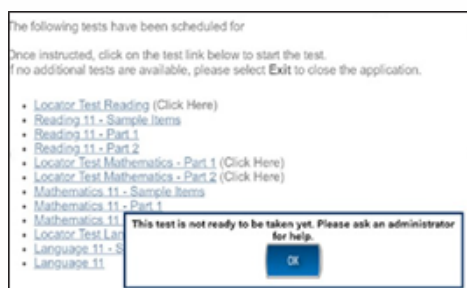 The following tests have been scheduled for
Once instructed, click on the test link below to start the test.
If no additional tests are available, please select Exit to close the application.
Locator Test Reading (Click Here)
Reading 11 - Sample Items
Reading 11 - Part 1
Reading 11 - Part 2
Locator Test Mathematics - Part 1 (Click Here)
Locator Test Mathematics - Part 2 (Click Here)
Mathematics 11 - Sample Items
Mathematics 11 - Part 1
Mathematics 11
Locator Test Lan
Language 11 - S
Language 11
This test is not ready to be taken yet. Please ask an administrator
for help.
OK